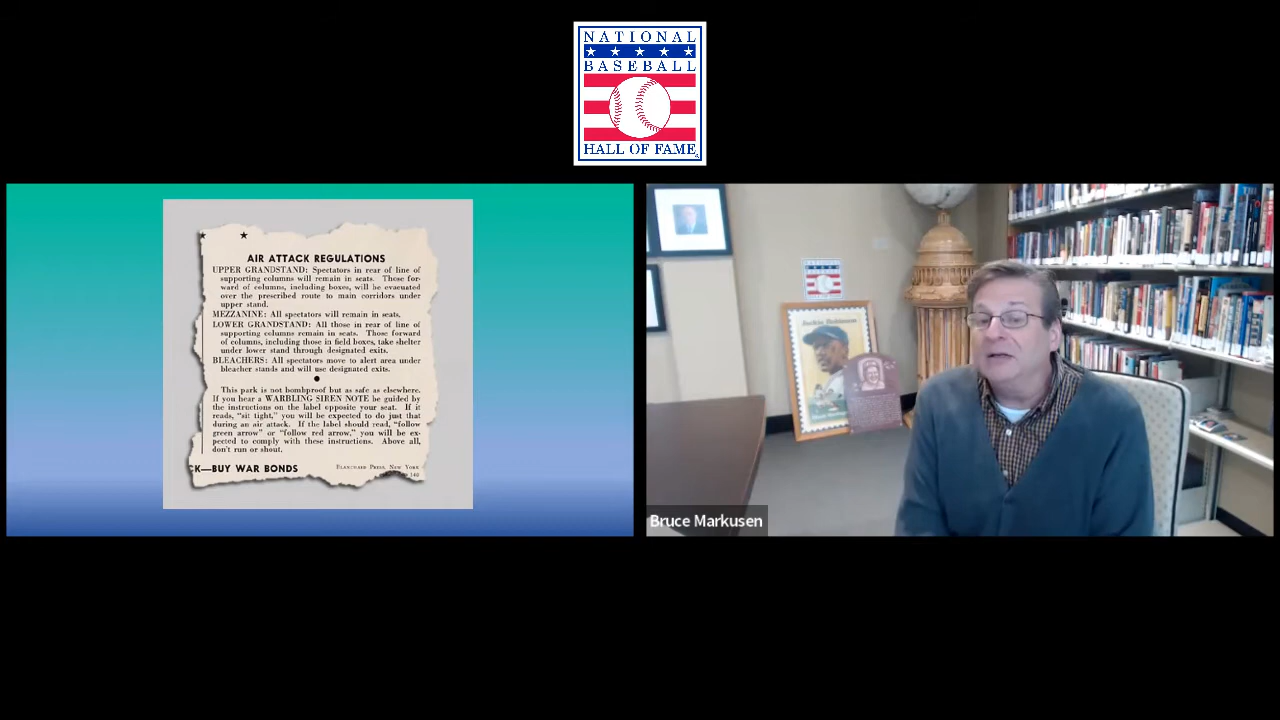 NATIONAL
BASEBALL
HALL OF FAME
AIR ATTACK REGULATIONS
UPPER GRANDSTAND: Spectators in rear of line of
supporting columns will remain in seats. Those for-
ward of columns, including boxes, will be evacuated
over the prescribed route to main corridors under
upper stand.
MEZZANINE: All spectators will remain in seats.
LOWER GRANDSTAND: All those in rear of line of
supporting columns remain in seats. Those forward
of columns, including those in field boxes, take shelter
under lower stand through designated exits.
BLEACHERS: All spectators move to alert area under
bleacher stands and will use designated exits.
This park is not bombproof but as safe as elsewhere.
If you hear a WARBLING SIREN NOTE be guided by
the instructions on the label opposite your seat. If it
reads, "sit tight," you will be expected to do just that
during an air attack. If the label should read, "follow
green arrow" or "follow red arrow," you will be ex-
pected to comply with these instructions. Above all,
don't run or shout.
K—BUY WAR BONDS
Blanchard Press, New York
Jackie Robinson
Bruce Markusen